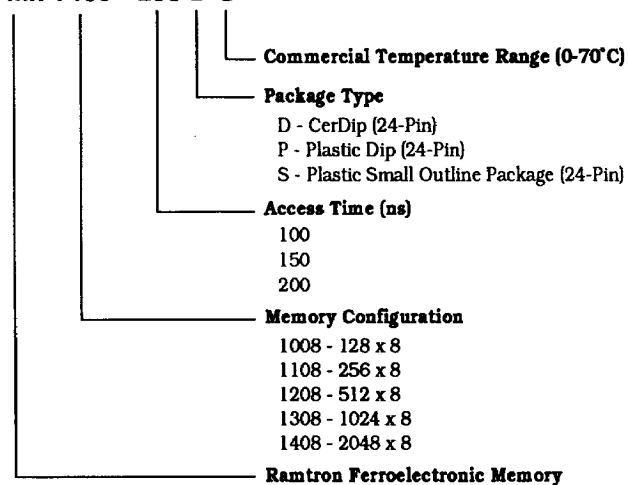 Commercial Temperature Range (0-70°C)
Package Type
D - CerDip (24-Pin)
P - Plastic Dip (24-Pin)
S - Plastic Small Outline Package (24-Pin)
Access Time (ns)
100
150
200
Memory Configuration
1008 - 128 x 8
1108 - 256 x 8
1208 - 512 x 8
1308 - 1024 x 8
1408 - 2048 x 8
Ramtron Ferroelectronic Memory